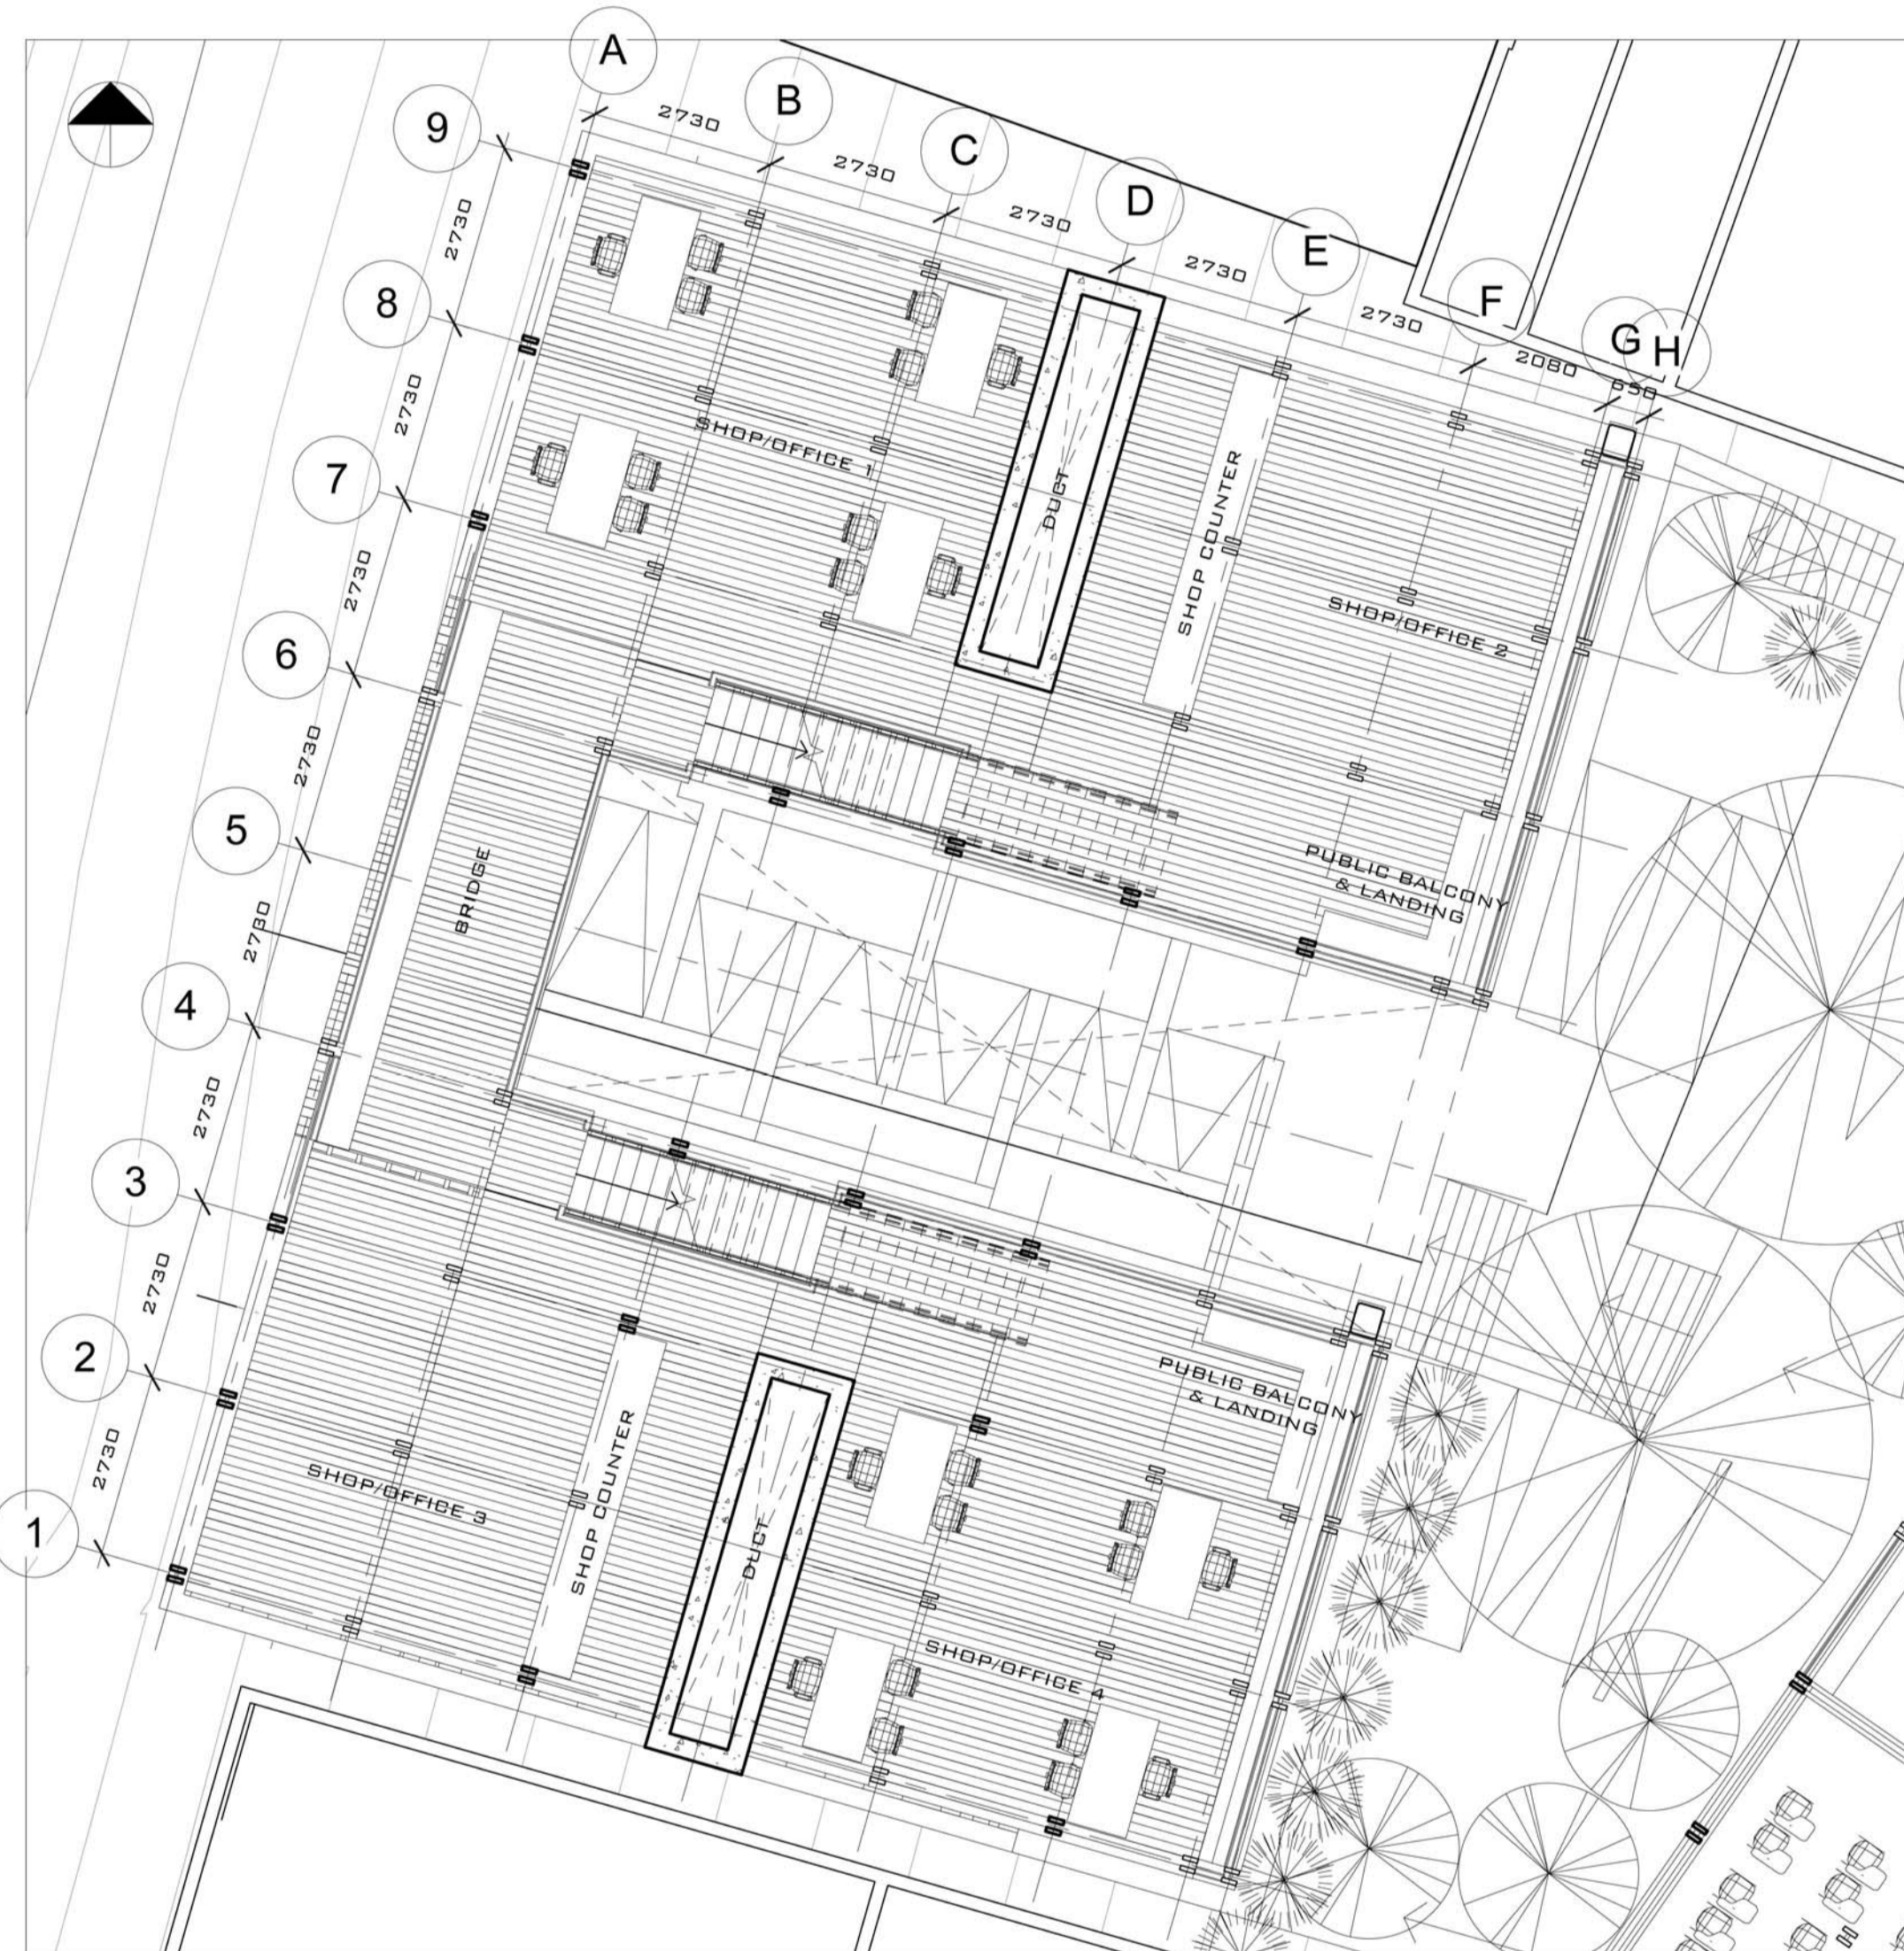 A
B
C
D
E
F
G
H
2730
2730
2730
2730
2730
2080
650
9
8
7
6
5
4
3
2
1
2730
2730
2730
2730
2730
2730
2730
2730
SHOP/OFFICE 1
DUCT
SHOP COUNTER
SHOP/OFFICE 2
PUBLIC BALCONY
& LANDING
BRIDGE
SHOP/OFFICE 3
SHOP COUNTER
DUCT
PUBLIC BALCONY
& LANDING
SHOP/OFFICE 4